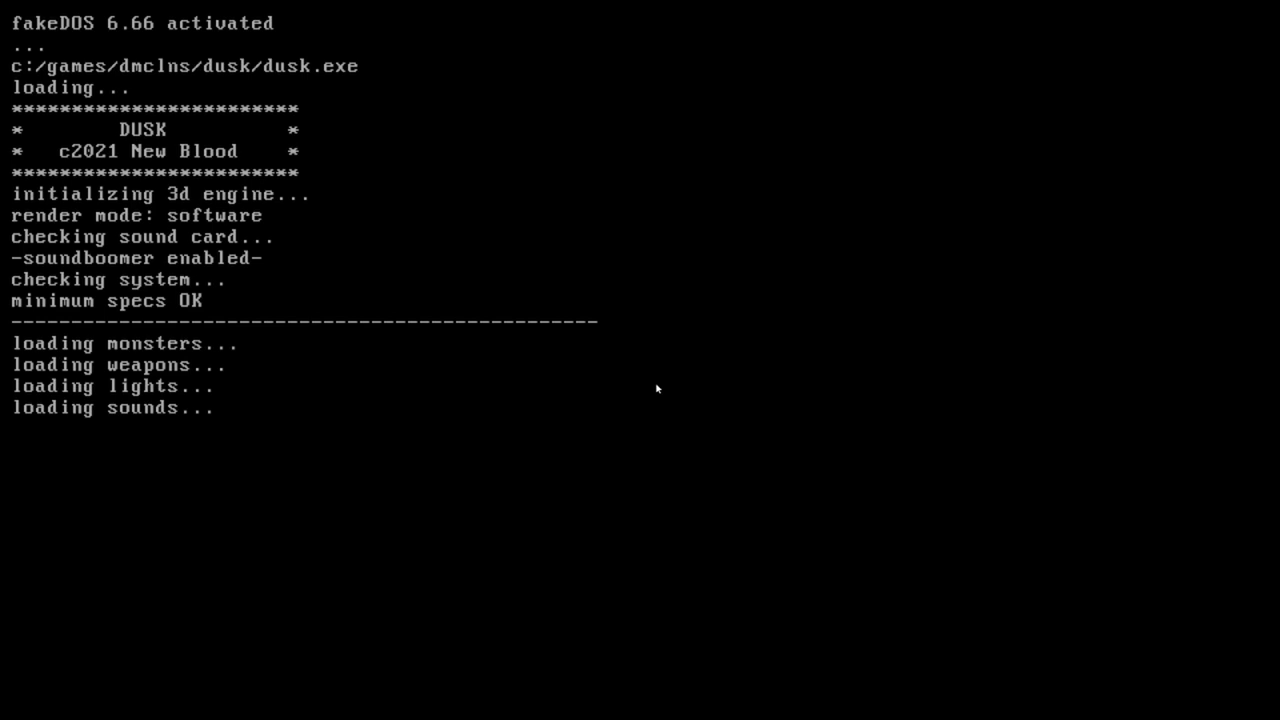 fakeDOS 6.66 activated
...
c:/games/dmclns/dusk/dusk.exe
loading...
************************
*        DUSK          *
*   c2021 New Blood    *
************************
initializing 3d engine...
render mode: software
checking sound card...
-soundboomer enabled-
checking system...
minimum specs OK
-------------------------------------------------
loading monsters...
loading weapons...
loading lights...
loading sounds...